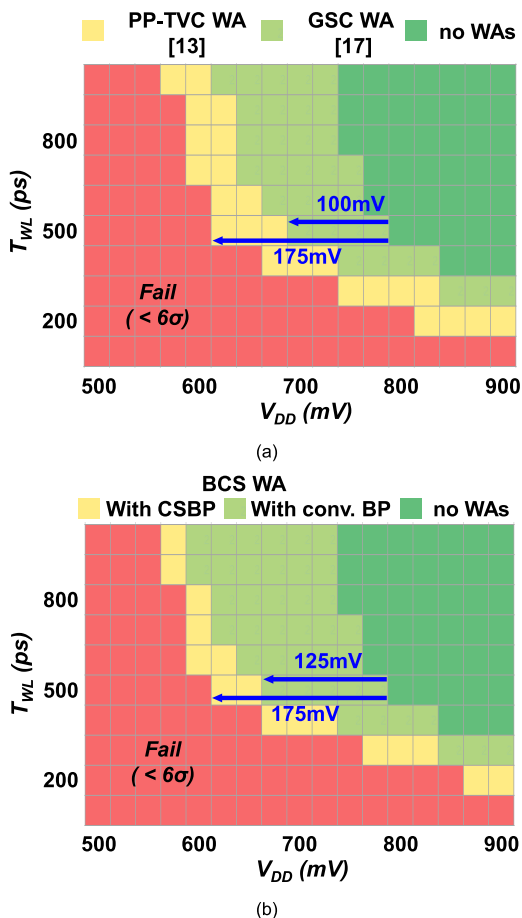 PP-TVC WA [13] GSC WA [17] no WAs
T_WL (ps)
800
500
200
100mV
175mV
Fail
( < 6σ)
500 600 700 800 900
V_DD (mV)
(a)
BCS WA
With CSBP With conv. BP no WAs
T_WL (ps)
800
500
200
125mV
175mV
Fail
( < 6σ)
500 600 700 800 900
V_DD (mV)
(b)